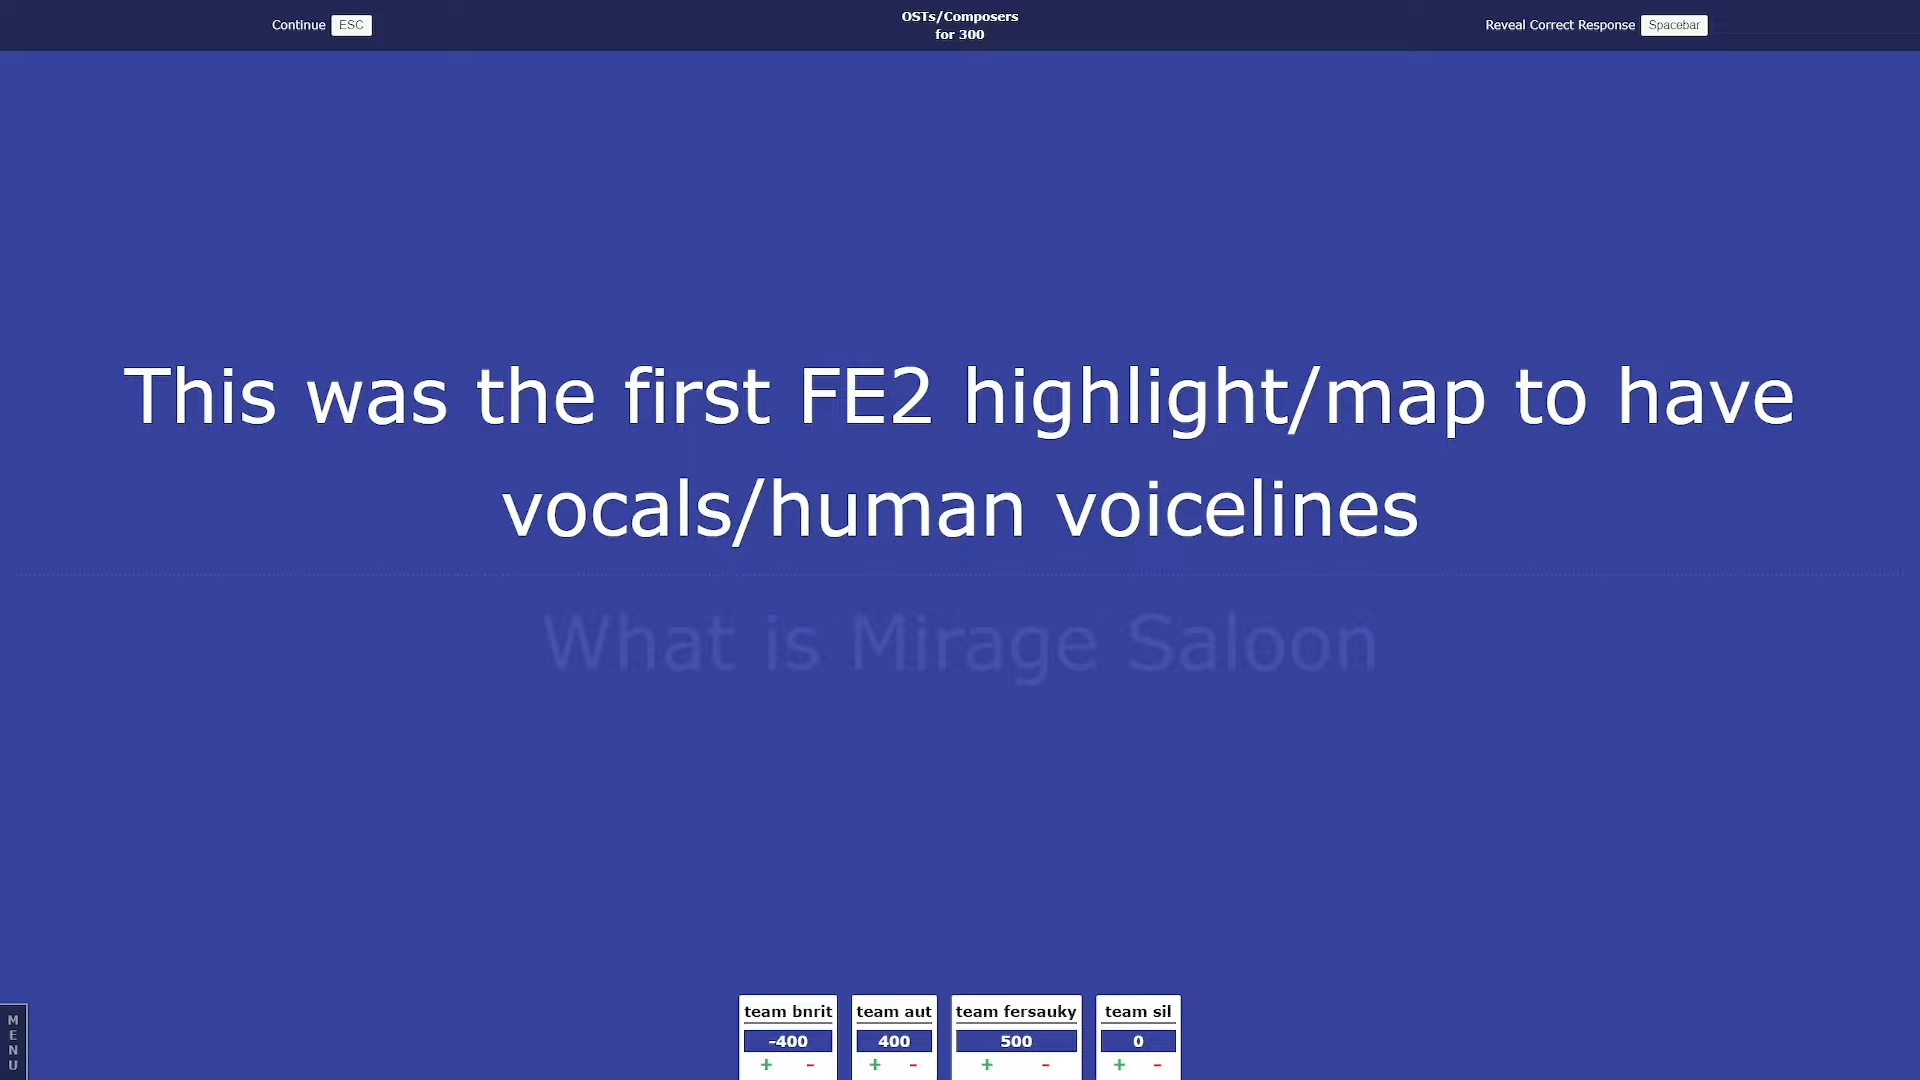 Continue ESC
OSTs/Composers
for 300
Reveal Correct Response Spacebar
This was the first FE2 highlight/map to have
vocals/human voicelines
What is Mirage Saloon
MENU
team bnrit
-400
+ -
team aut
400
+ -
team fersauky
500
+ -
team sil
0
+ -